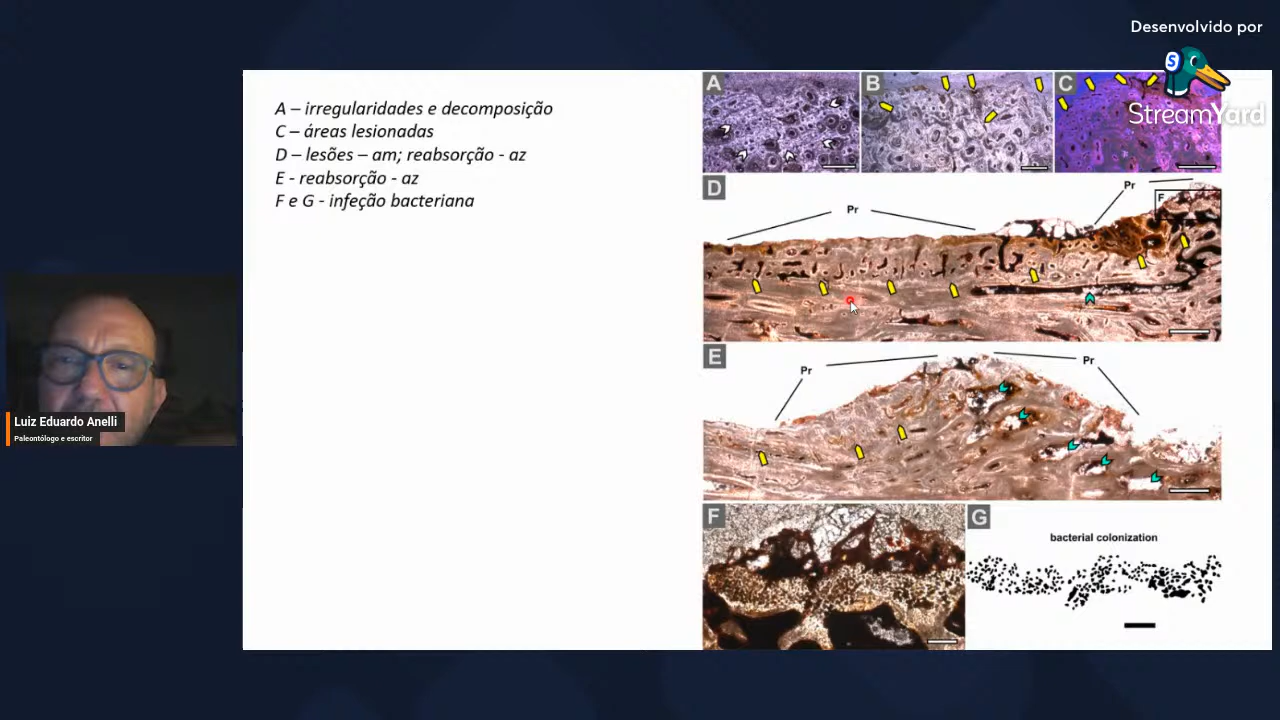 Desenvolvido por
S
StreamYard
A – irregularidades e decomposição
C – áreas lesionadas
D – lesões – am; reabsorção - az
E - reabsorção - az
F e G - infeção bacteriana
A
B
C
D
Pr
Pr
F
E
Pr
Pr
F
G
bacterial colonization
Luiz Eduardo Anelli
Paleontólogo e escritor